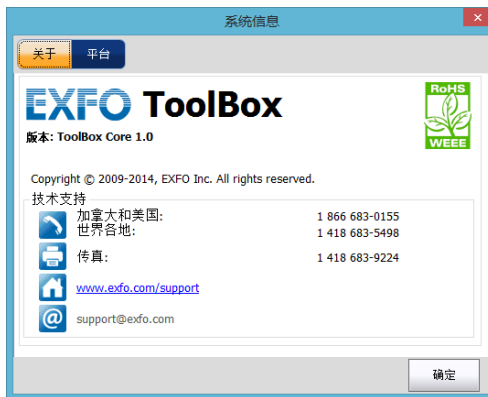 系统信息
×
关于 平台
EXFO ToolBox
RoHS
WEEE
版本: ToolBox Core 1.0
Copyright © 2009-2014, EXFO Inc. All rights reserved.
技术支持
加拿大和美国: 1 866 683-0155
世界各地: 1 418 683-5498
传真: 1 418 683-9224
www.exfo.com/support
@ support@exfo.com
确定